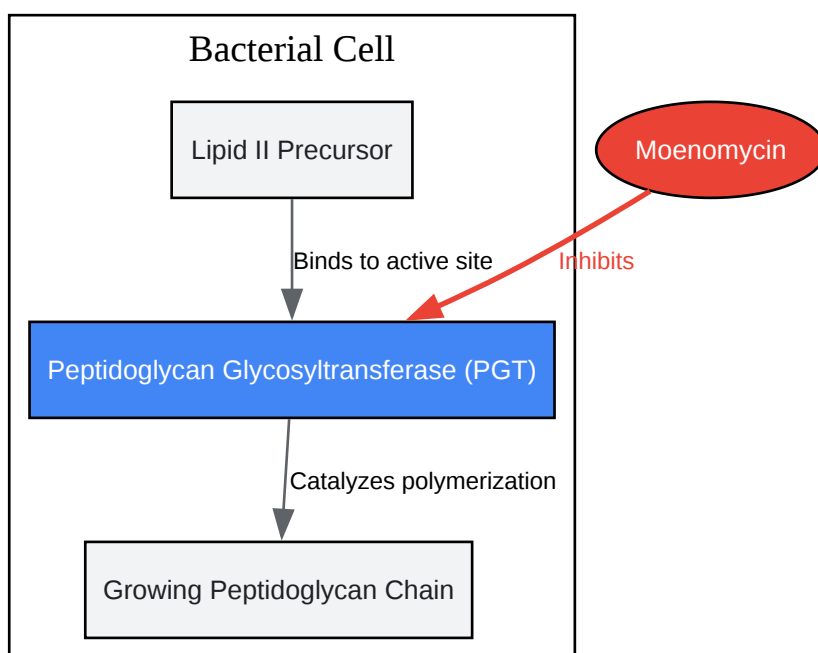 Bacterial Cell
Lipid II Precursor
Moenomycin
Binds to active site
Inhibits
Peptidoglycan Glycosyltransferase (PGT)
Catalyzes polymerization
Growing Peptidoglycan Chain